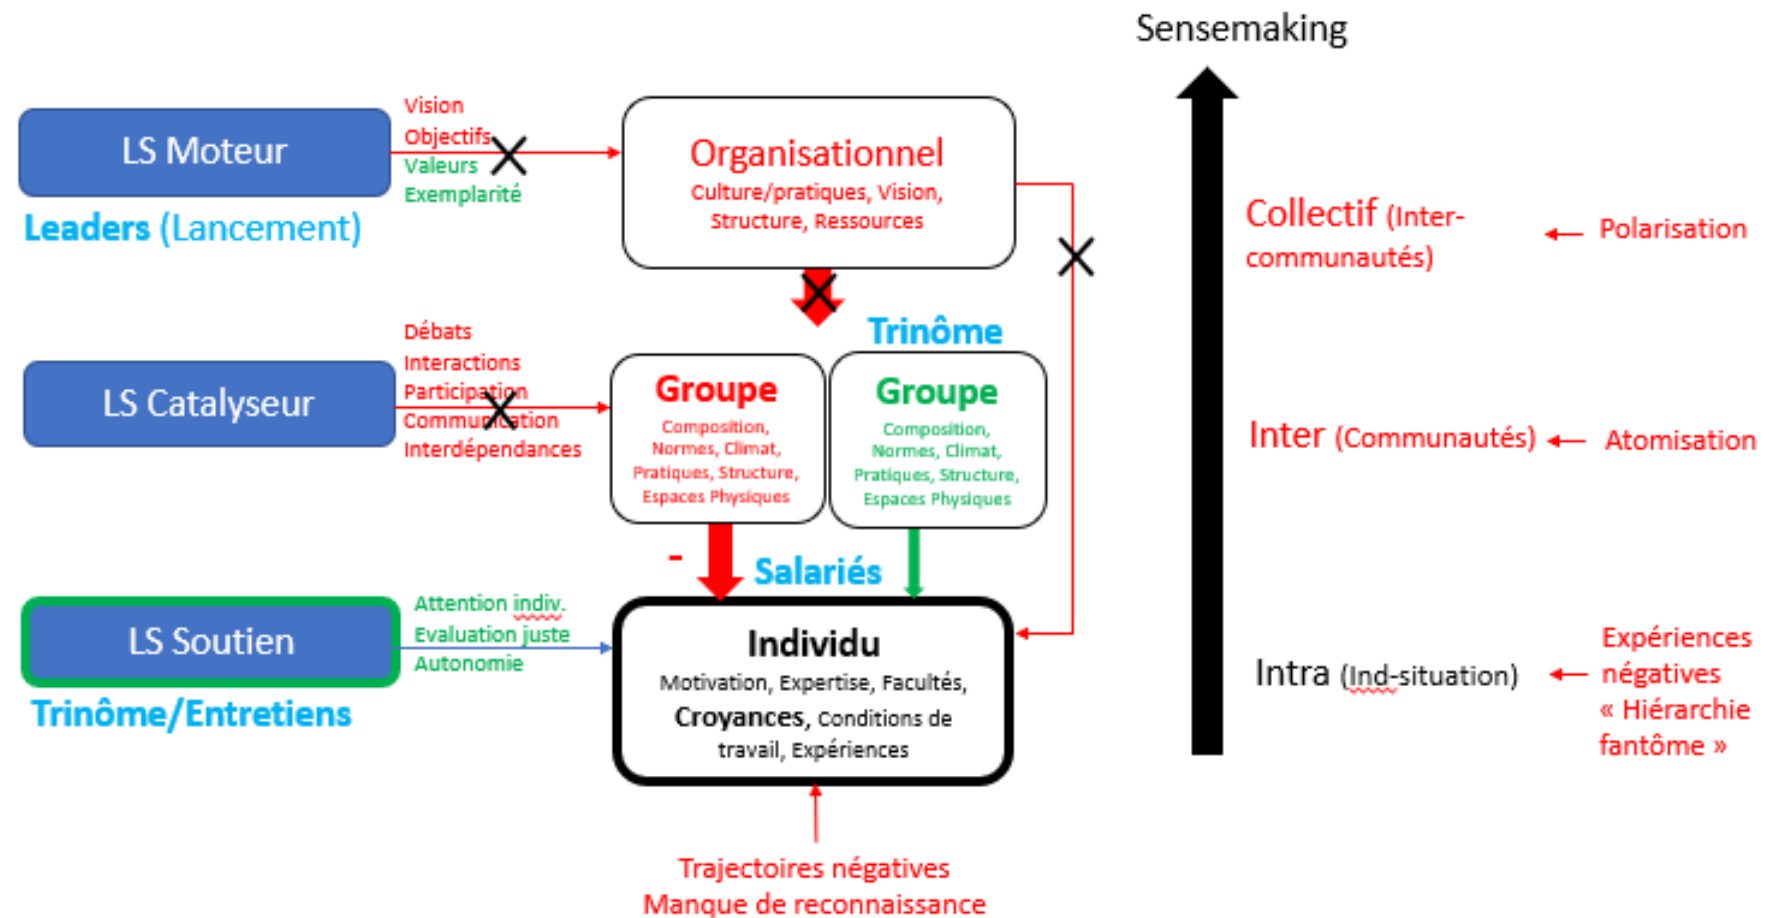 Sensemaking
LS Moteur
Vision
Objectifs
Valeurs
Exemplarité
Leaders (Lancement)
Organisationnel
Culture/pratiques, Vision,
Structure, Ressources
Collectif (Inter-
communautés)
Polarisation
LS Catalyseur
Débats
Interactions
Participation
Communication
Interdépendances
Trinôme
Groupe
Composition,
Normes, Climat,
Pratiques, Structure,
Espaces Physiques
Groupe
Composition,
Normes, Climat,
Pratiques, Structure,
Espaces Physiques
Inter (Communautés)
Atomisation
-
Salariés
LS Soutien
Attention indiv.
Evaluation juste
Autonomie
Trinôme/Entretiens
Individu
Motivation, Expertise, Facultés,
Croyances, Conditions de
travail, Expériences
Intra (Ind-situation)
Expériences
négatives
« Hiérarchie
fantôme »
Trajectoires négatives
Manque de reconnaissance